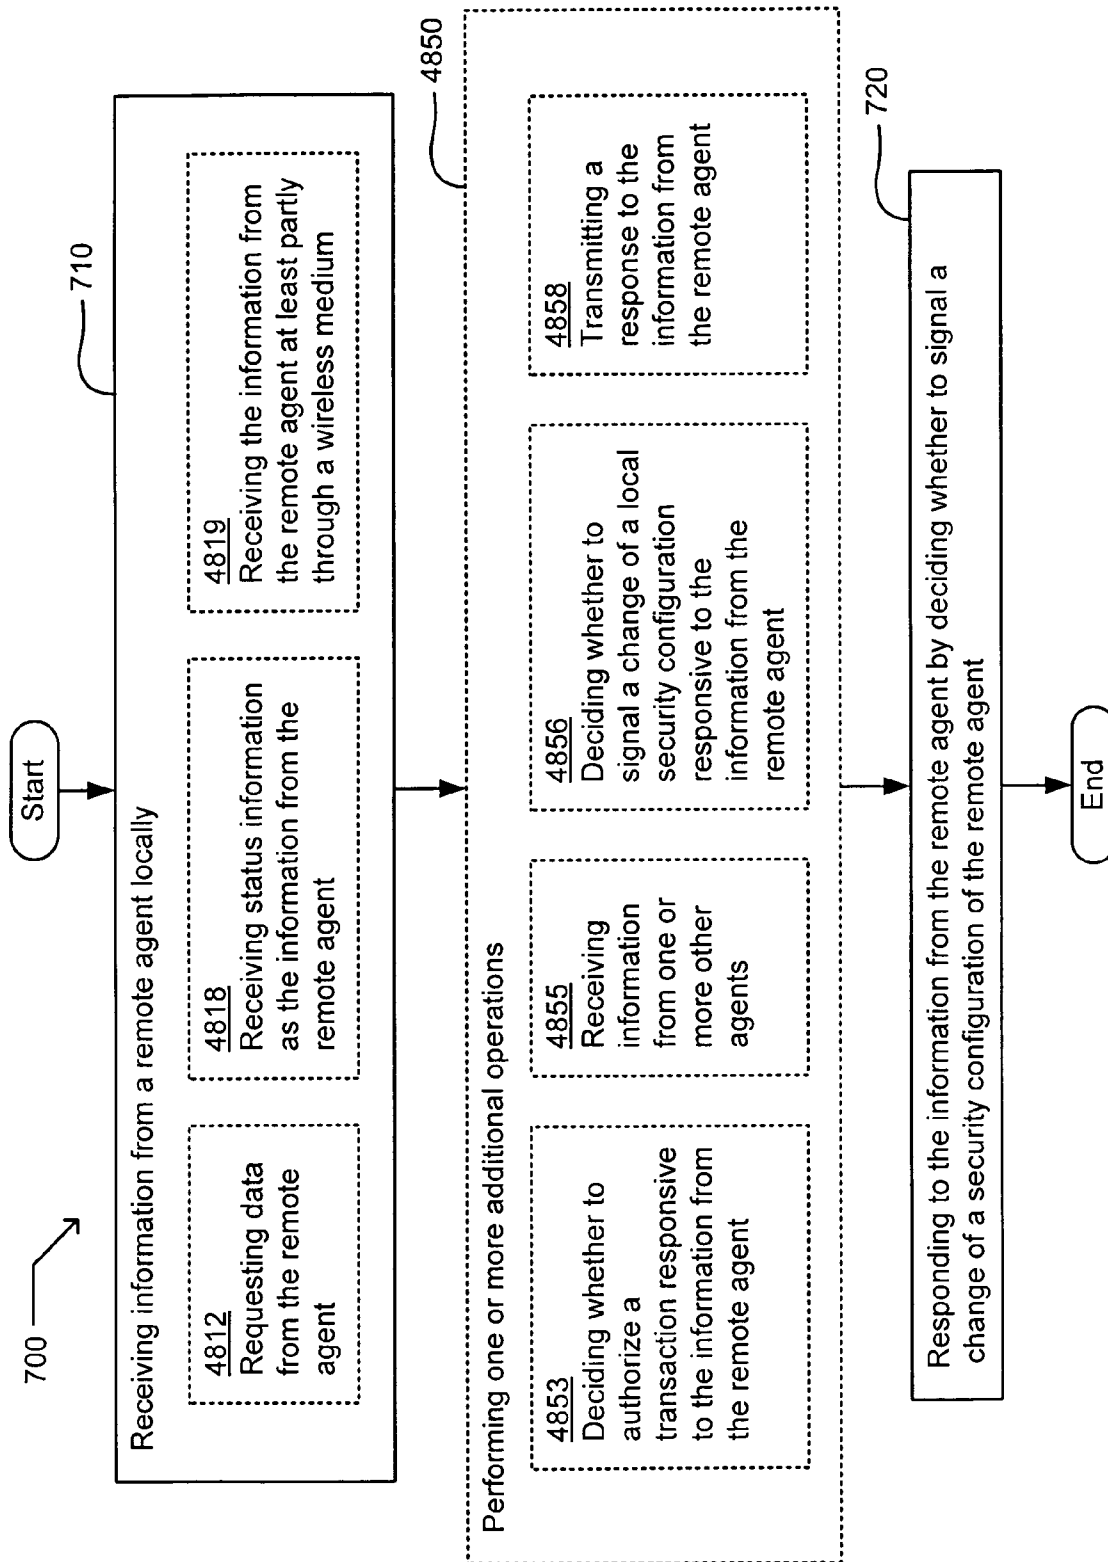 700
Start
Receiving information from a remote agent locally
710
4812
Requesting data
from the remote
agent
4818
Receiving status information
as the information from the
remote agent
4819
Receiving the information from
the remote agent at least partly
through a wireless medium
Performing one or more additional operations
4850
4853
Deciding whether to
authorize a
transaction responsive
to the information from
the remote agent
4855
Receiving
information
from one or
more other
agents
4856
Deciding whether to
signal a change of a local
security configuration
responsive to the
information from the
remote agent
4858
Transmitting a
response to the
information from
the remote agent
720
Responding to the information from the remote agent by deciding whether to signal a
change of a security configuration of the remote agent
End